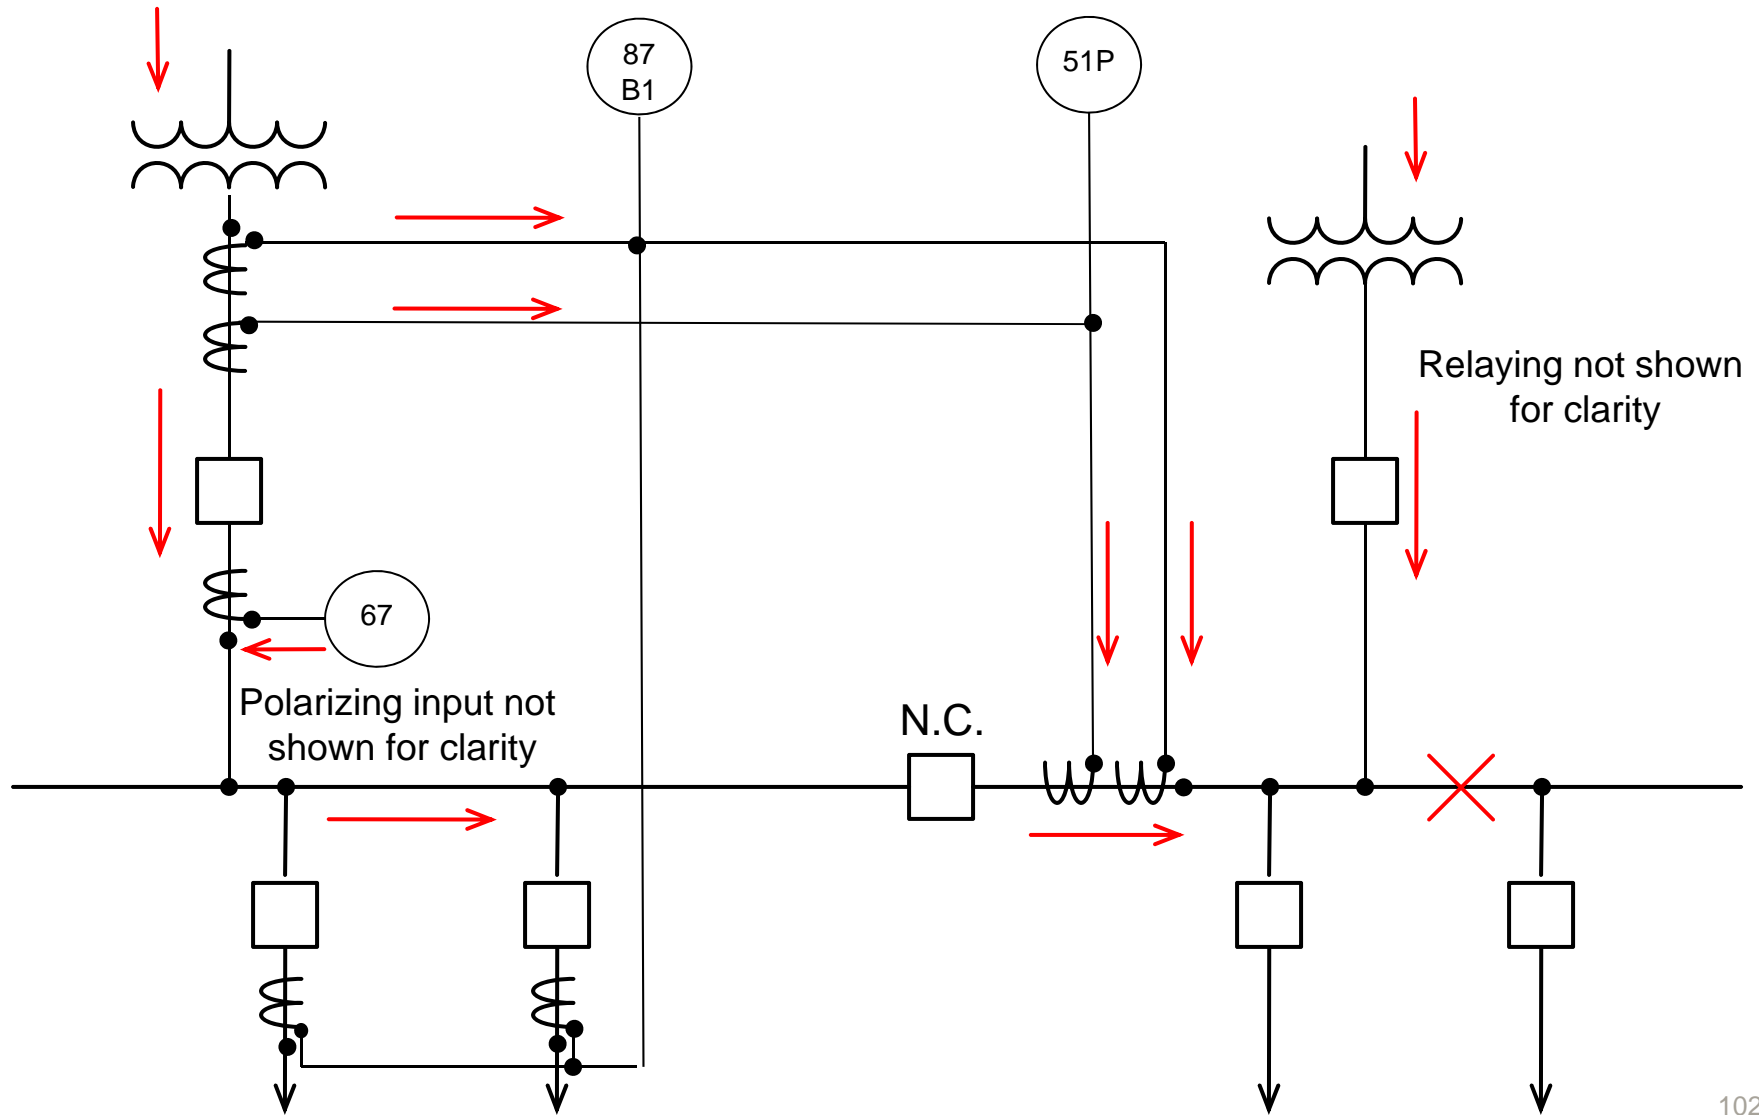 87
B1
51P
Relaying not shown
for clarity
67
Polarizing input not
shown for clarity
N.C.
102